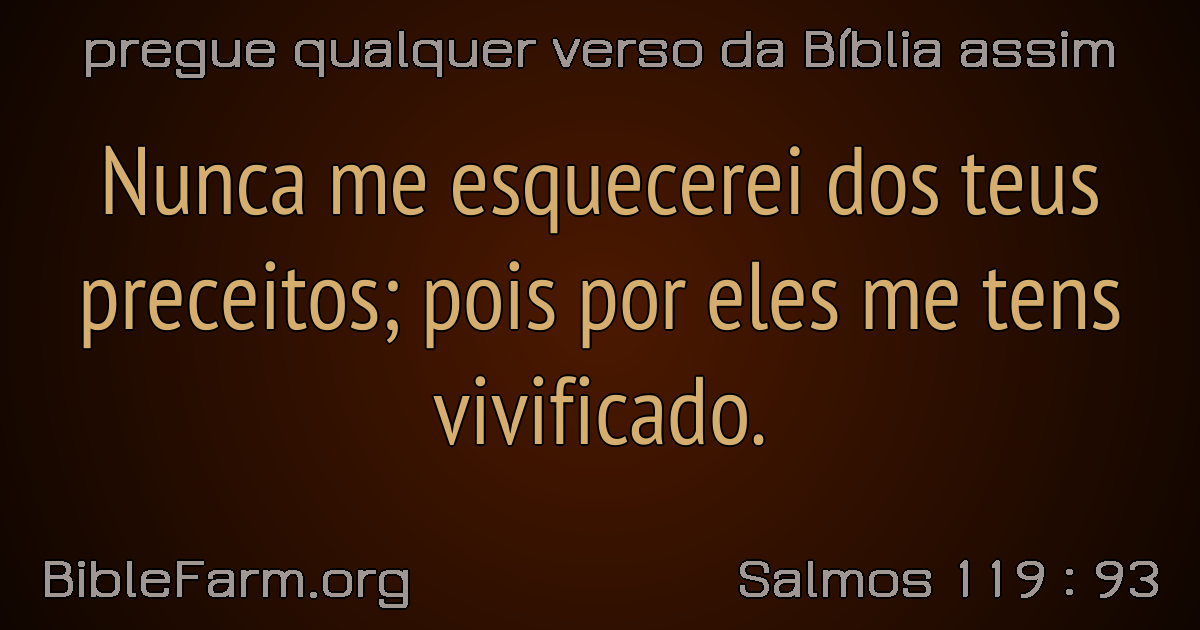 pregue qualquer verso da Bíblia assim
Nunca me esquecerei dos teus
preceitos; pois por eles me tens
vivificado.
BibleFarm.org
Salmos 119 : 93